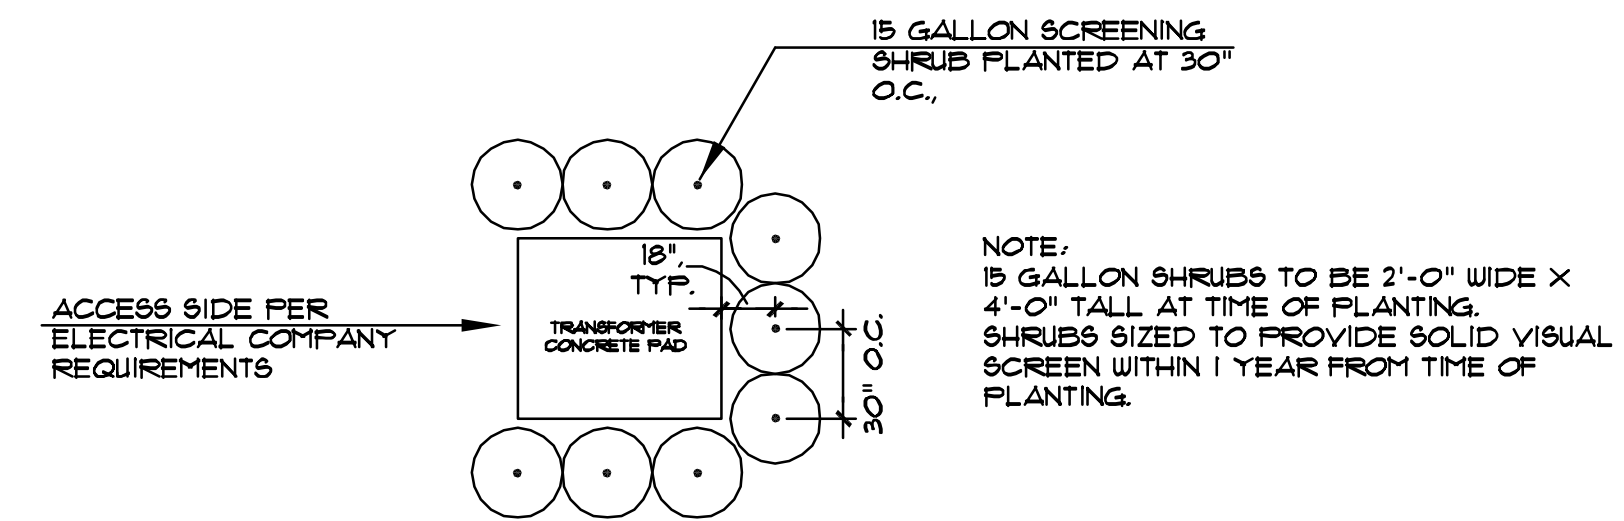 15 GALLON SCREENING
SHRUB PLANTED AT 30"
O.C.,
18",
TYP.
ACCESS SIDE PER
ELECTRICAL COMPANY
REQUIREMENTS
TRANSFORMER
CONCRETE PAD
30" O.C.
NOTE:
15 GALLON SHRUBS TO BE 2'-0" WIDE X
4'-0" TALL AT TIME OF PLANTING.
SHRUBS SIZED TO PROVIDE SOLID VISUAL
SCREEN WITHIN 1 YEAR FROM TIME OF
PLANTING.